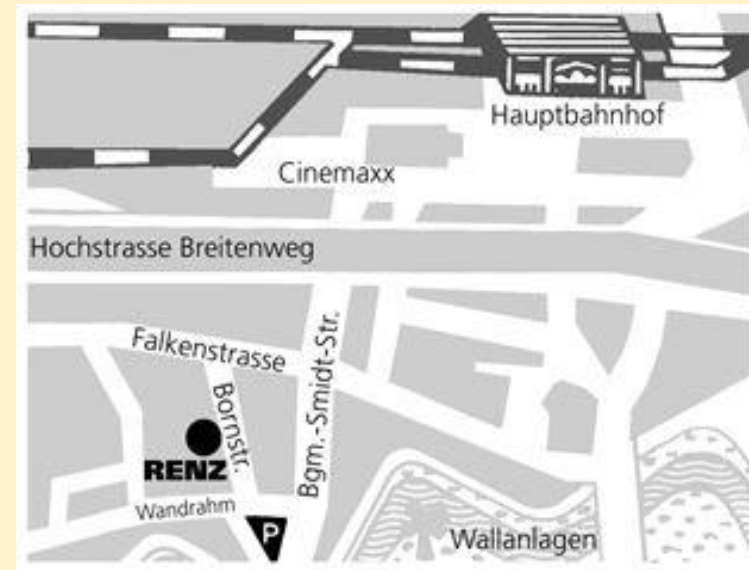 Hauptbahnhof
Cinemaxx
Hochstrasse Breitenweg
Falkenstrasse
Bgm.-Smidt-Str.
Bornstr.
RENZ
Wandrahm
P
Wallanlagen